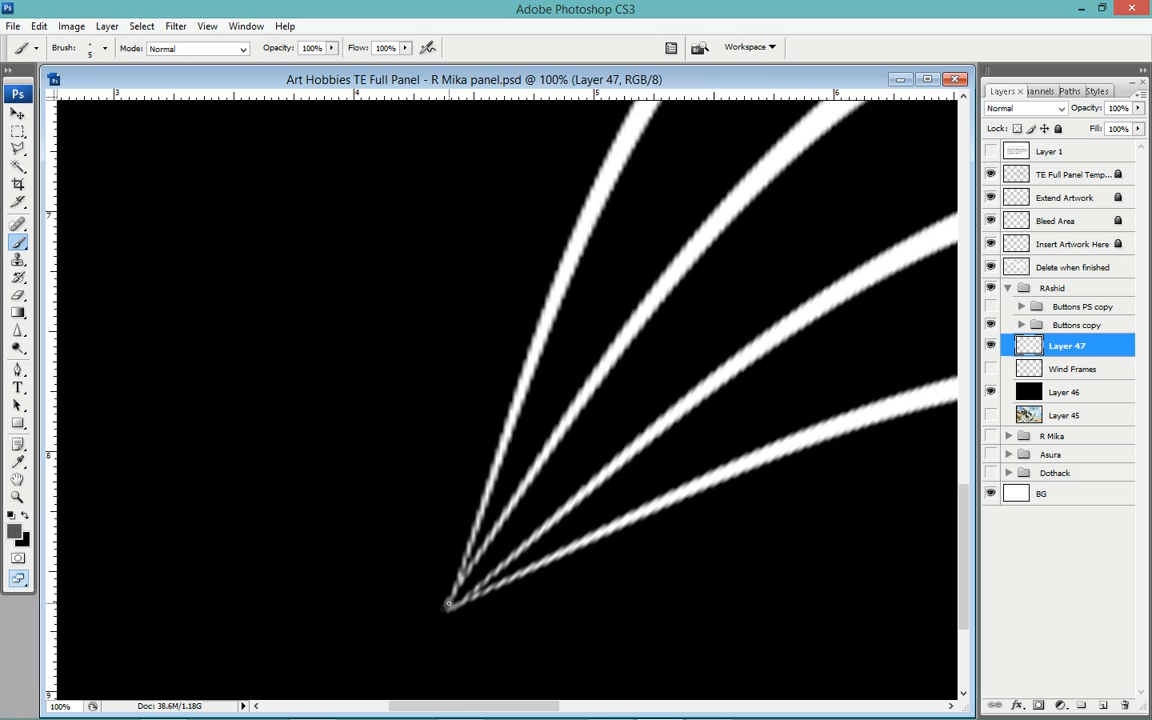 Ps
Adobe Photoshop CS3
File Edit Image Layer Select Filter View Window Help
Brush: 5 Mode: Normal Opacity: 100% Flow: 100% Workspace
Ps
Art Hobbies TE Full Panel - R Mika panel.psd @ 100% (Layer 47, RGB/8)
3 4 5 6
7
8
9
T
100% Doc: 38.6M/1.18G
Layers × hannels Paths Styles
Normal Opacity: 100%
Lock: Fill: 100%
Layer 1
TE Full Panel Temp...
Extend Artwork
Bleed Area
Insert Artwork Here
Delete when finished
RAshid
Buttons PS copy
Buttons copy
Layer 47
Wind Frames
Layer 46
Layer 45
R Mika
Asura
Dothack
BG
fx